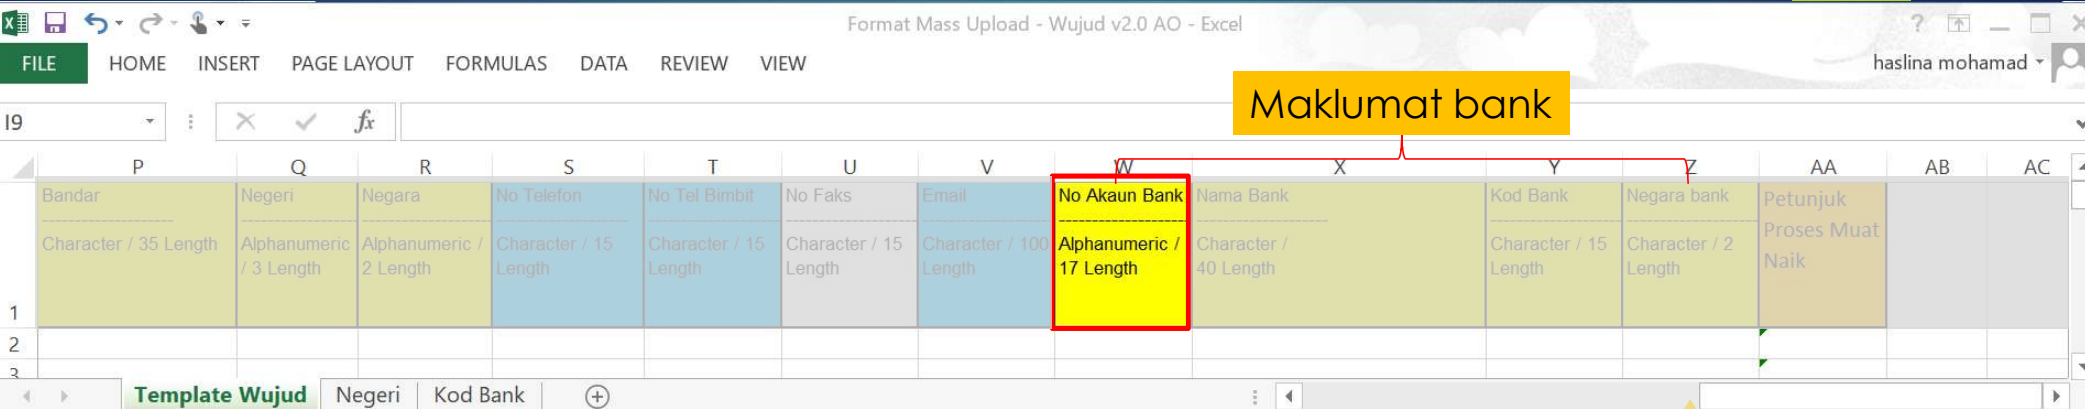 Format Mass Upload - Wujud v2.0 AO - Excel
FILE HOME INSERT PAGE LAYOUT FORMULAS DATA REVIEW VIEW
haslina mohamad
Maklumat bank
I9 fx
P Q R S T U V W X Y Z AA AB AC
1
Bandar
Character / 35 Length
Negeri
Alphanumeric
/ 3 Length
Negara
Alphanumeric /
2 Length
No Telefon
Character / 15
Length
No Tel Bimbit
Character / 15
Length
No Faks
Character / 15
Length
Email
Character / 100
Length
No Akaun Bank
Alphanumeric /
17 Length
Nama Bank
Character /
40 Length
Kod Bank
Character / 15
Length
Negara bank
Character / 2
Length
Petunjuk
Proses Muat
Naik
2
3
Template Wujud Negeri Kod Bank